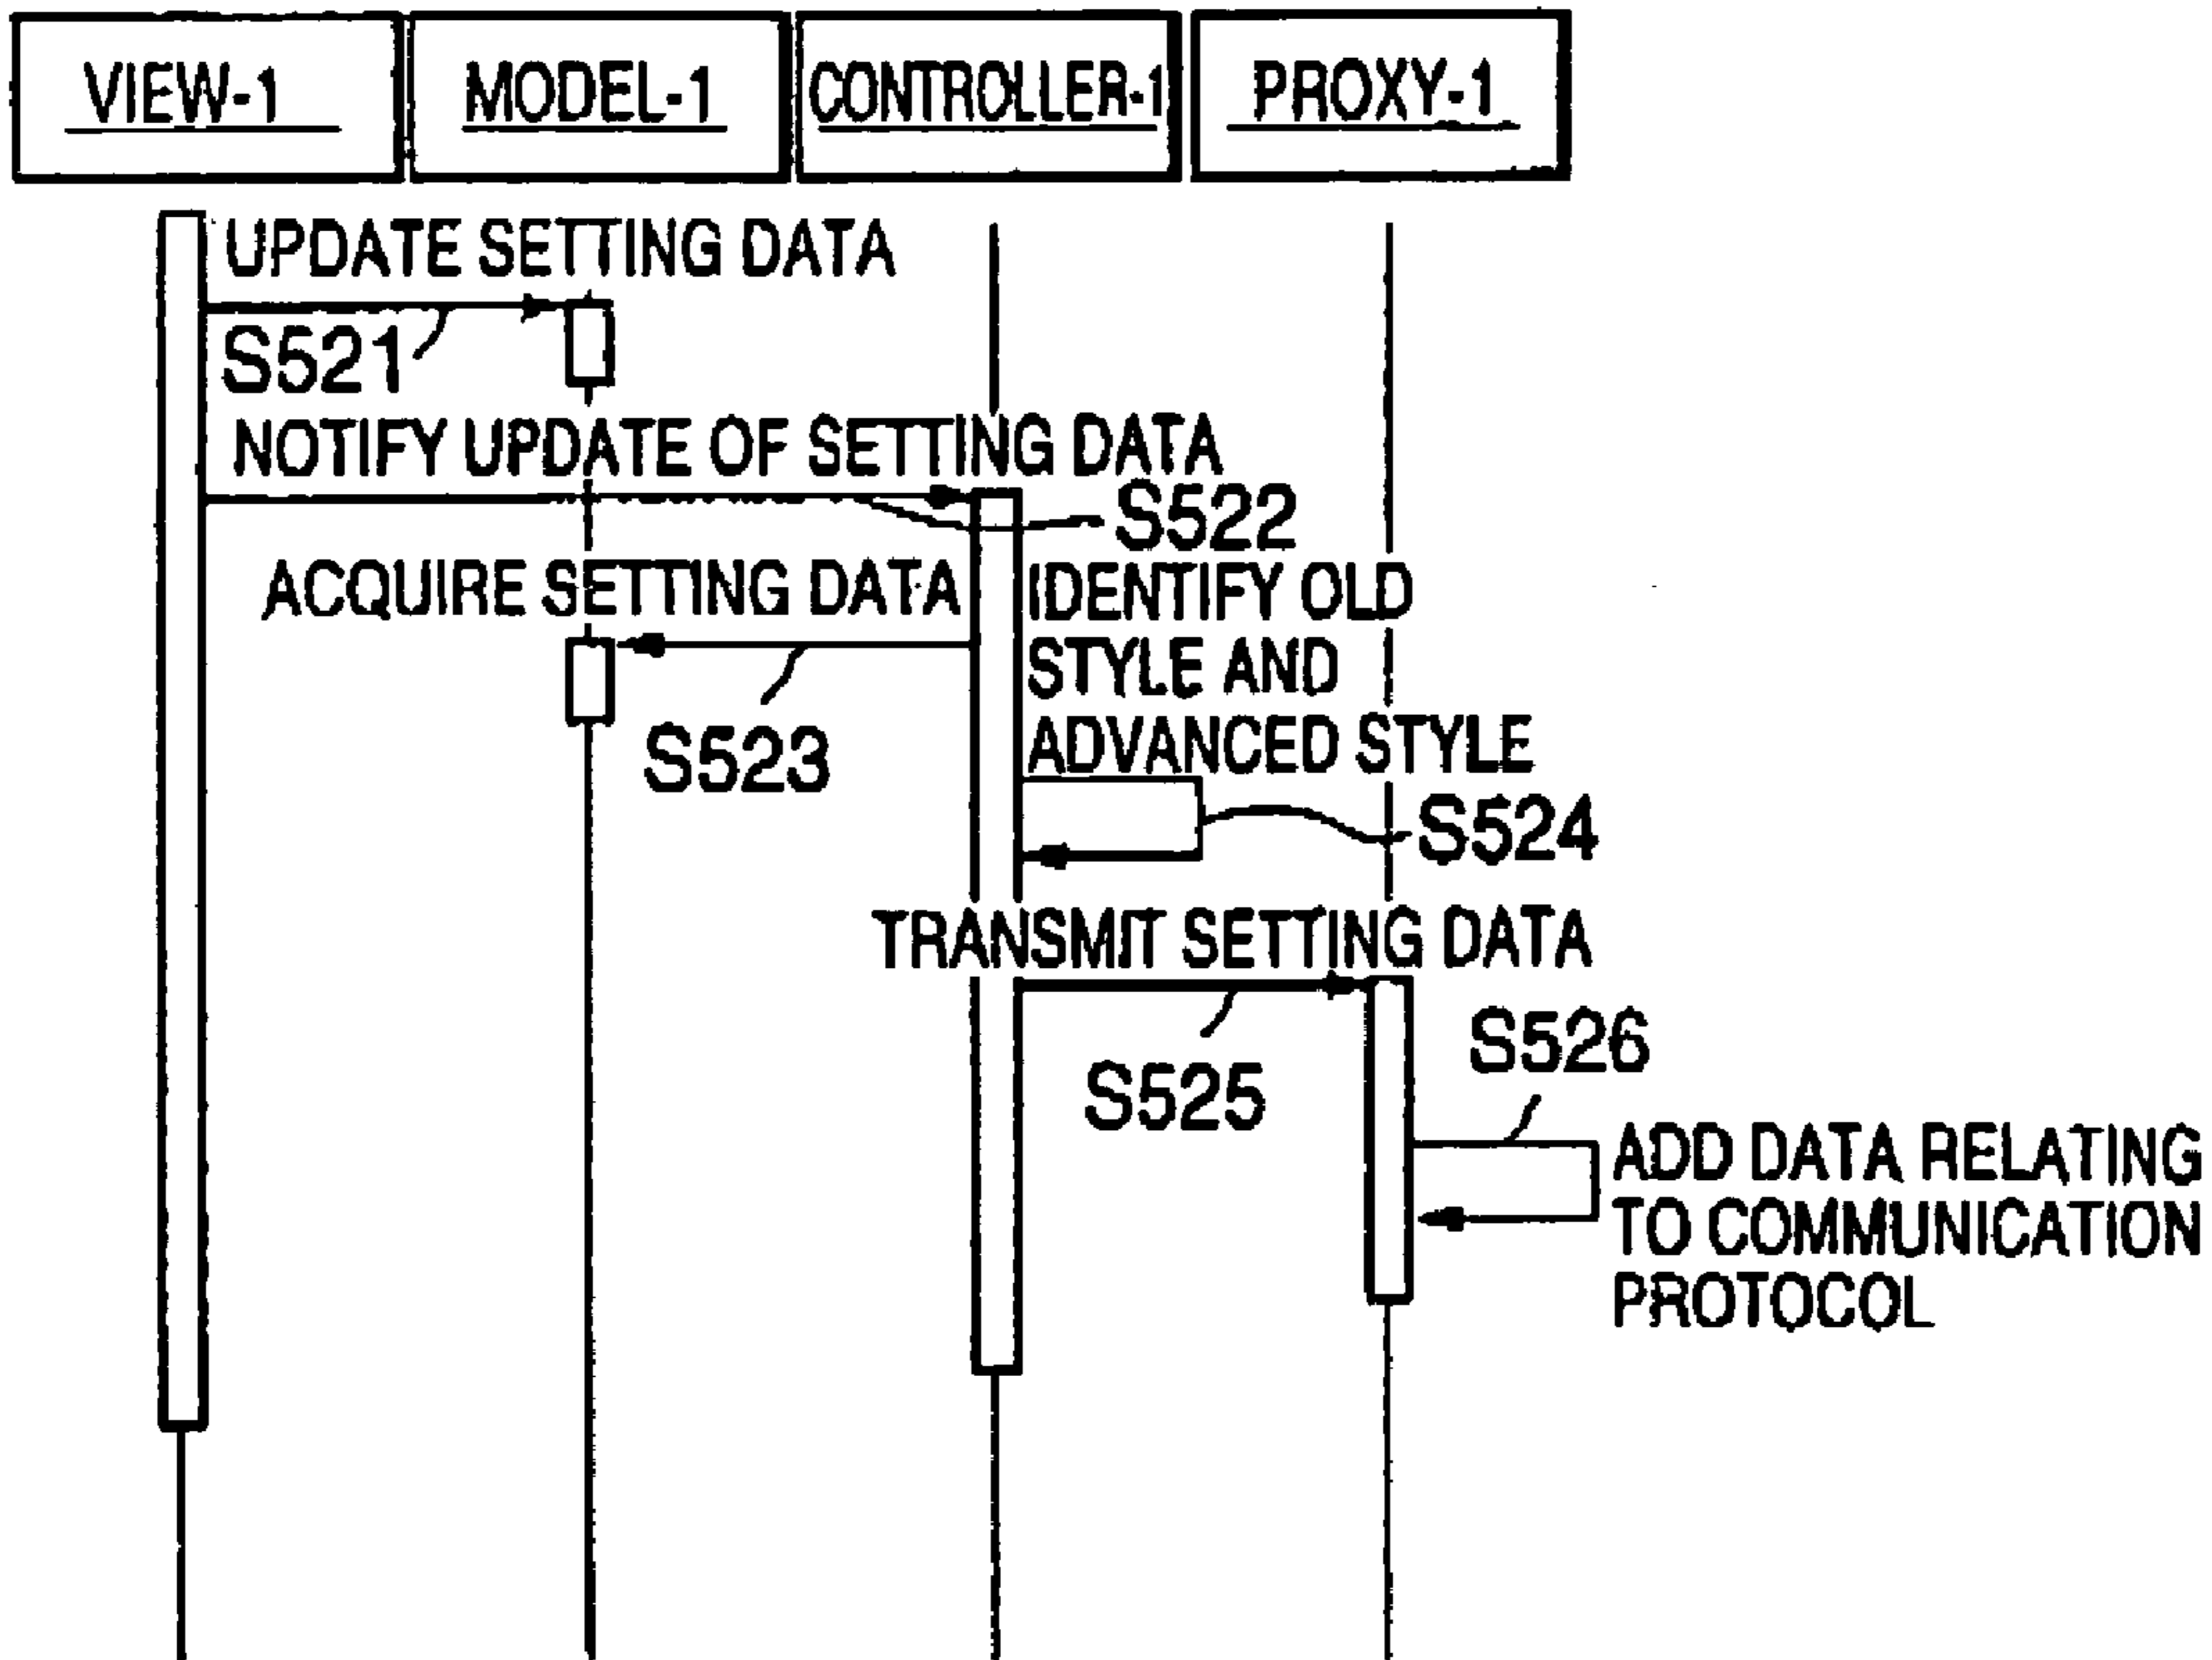 VIEW-1
MODEL-1
CONTROLLER-1
PROXY-1
UPDATE SETTING DATA
S521
NOTIFY UPDATE OF SETTING DATA
S522
ACQUIRE SETTING DATA
IDENTIFY OLD
STYLE AND
ADVANCED STYLE
S523
S524
TRANSMIT SETTING DATA
S525
S526
ADD DATA RELATING
TO COMMUNICATION
PROTOCOL